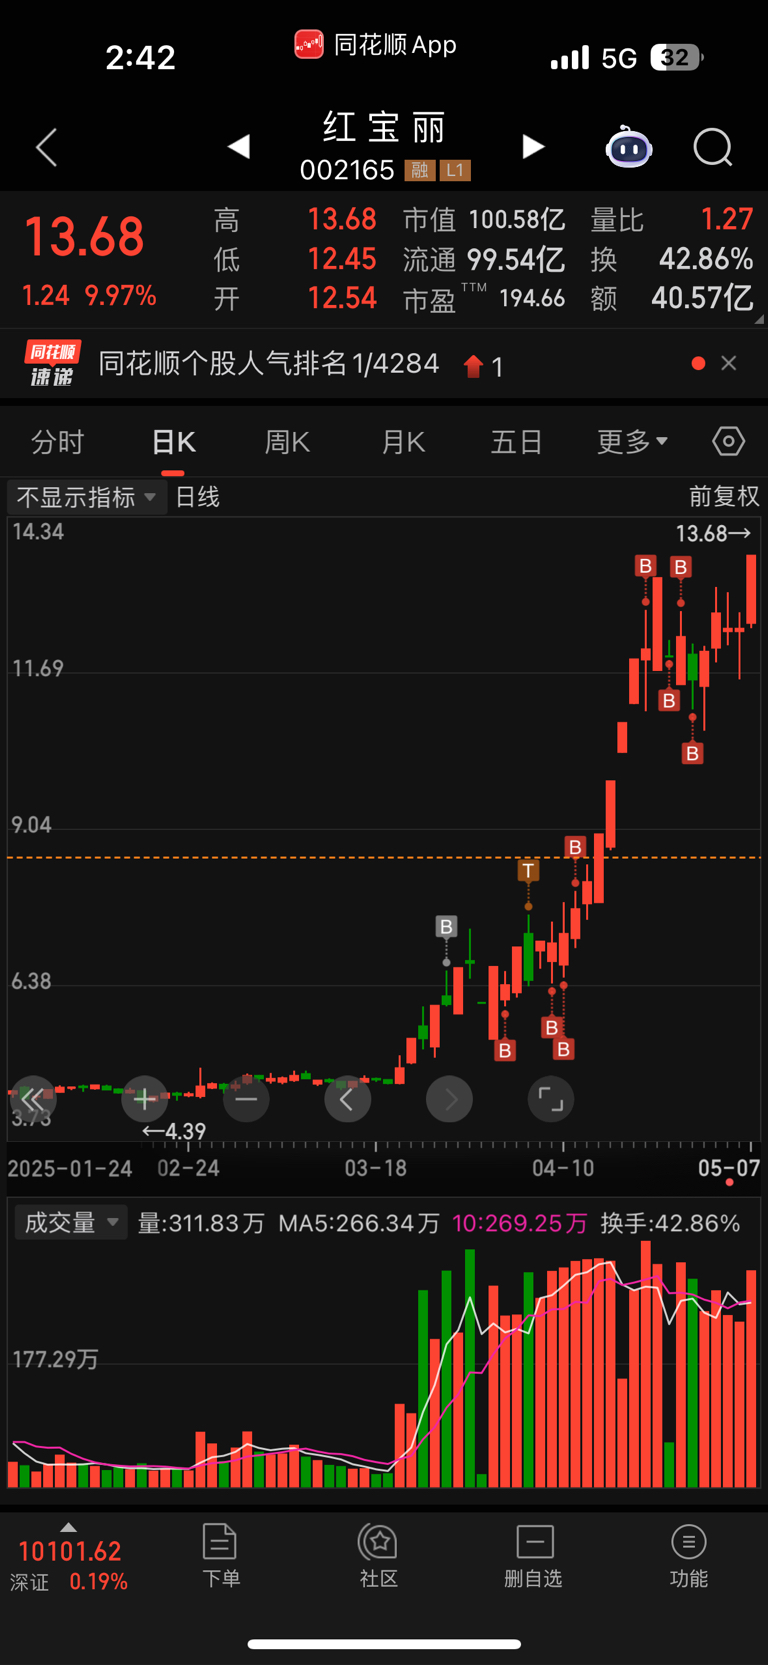 2:42 同花顺App 5G 32
红宝丽
002165 融 L1
13.68 高 13.68 市值 100.58亿 量比 1.27
低 12.45 流通 99.54亿 换 42.86%
1.24 9.97% 开 12.54 市盈TTM 194.66 额 40.57亿
同花顺速递 同花顺个股人气排名1/4284 1
分时 日K 周K 月K 五日 更多
不显示指标 日线 前复权
14.34
13.68→
B B
11.69
B
B
9.04
B
T
B
6.38
B
B B
3.73
←4.39
2025-01-24 02-24 03-18 04-10 05-07
成交量 量:311.83万 MA5:266.34万 10:269.25万 换手:42.86%
177.29万
10101.62
深证 0.19% 下单 社区 删自选 功能